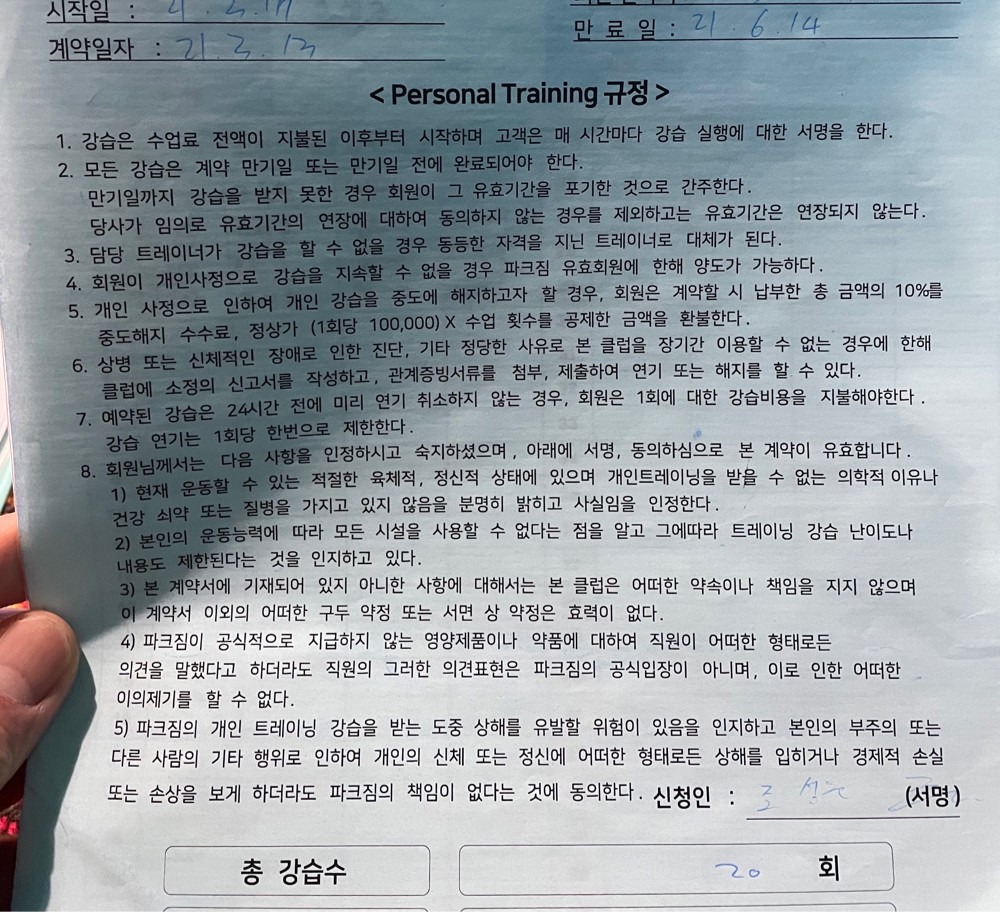 시작일 :
만 료 일 : 21. 6. 14
계약일자 : 21. 3. 13
< Personal Training 규정 >
1. 강습은 수업료 전액이 지불된 이후부터 시작하며 고객은 매 시간마다 강습 실행에 대한 서명을 한다.
2. 모든 강습은 계약 만기일 또는 만기일 전에 완료되어야 한다.
만기일까지 강습을 받지 못한 경우 회원이 그 유효기간을 포기한 것으로 간주한다.
당사가 임의로 유효기간의 연장에 대하여 동의하지 않는 경우를 제외하고는 유효기간은 연장되지 않는다.
3. 담당 트레이너가 강습을 할 수 없을 경우 동등한 자격을 지닌 트레이너로 대체가 된다.
4. 회원이 개인사정으로 강습을 지속할 수 없을 경우 파크짐 유효회원에 한해 양도가 가능하다.
5. 개인 사정으로 인하여 개인 강습을 중도에 해지하고자 할 경우, 회원은 계약할 시 납부한 총 금액의 10%를
중도해지 수수료, 정상가 (1회당 100,000) X 수업 횟수를 공제한 금액을 환불한다.
6. 상병 또는 신체적인 장애로 인한 진단, 기타 정당한 사유로 본 클럽을 장기간 이용할 수 없는 경우에 한해
클럽에 소정의 신고서를 작성하고, 관계증빙서류를 첨부, 제출하여 연기 또는 해지를 할 수 있다.
7. 예약된 강습은 24시간 전에 미리 연기 취소하지 않는 경우, 회원은 1회에 대한 강습비용을 지불해야한다.
강습 연기는 1회당 한번으로 제한한다.
8. 회원님께서는 다음 사항을 인정하시고 숙지하셨으며, 아래에 서명, 동의하심으로 본 계약이 유효합니다.
1) 현재 운동할 수 있는 적절한 육체적, 정신적 상태에 있으며 개인트레이닝을 받을 수 없는 의학적 이유나
건강 쇠약 또는 질병을 가지고 있지 않음을 분명히 밝히고 사실임을 인정한다.
2) 본인의 운동능력에 따라 모든 시설을 사용할 수 없다는 점을 알고 그에따라 트레이닝 강습 난이도나
내용도 제한된다는 것을 인지하고 있다.
3) 본 계약서에 기재되어 있지 아니한 사항에 대해서는 본 클럽은 어떠한 약속이나 책임을 지지 않으며
이 계약서 이외의 어떠한 구두 약정 또는 서면 상 약정은 효력이 없다.
4) 파크짐이 공식적으로 지급하지 않는 영양제품이나 약품에 대하여 직원이 어떠한 형태로든
의견을 말했다고 하더라도 직원의 그러한 의견표현은 파크짐의 공식입장이 아니며, 이로 인한 어떠한
이의제기를 할 수 없다.
5) 파크짐의 개인 트레이닝 강습을 받는 도중 상해를 유발할 위험이 있음을 인지하고 본인의 부주의 또는
다른 사람의 기타 행위로 인하여 개인의 신체 또는 정신에 어떠한 형태로든 상해를 입히거나 경제적 손실
또는 손상을 보게 하더라도 파크짐의 책임이 없다는 것에 동의한다. 신청인 : (서명)
총 강습수 20 회